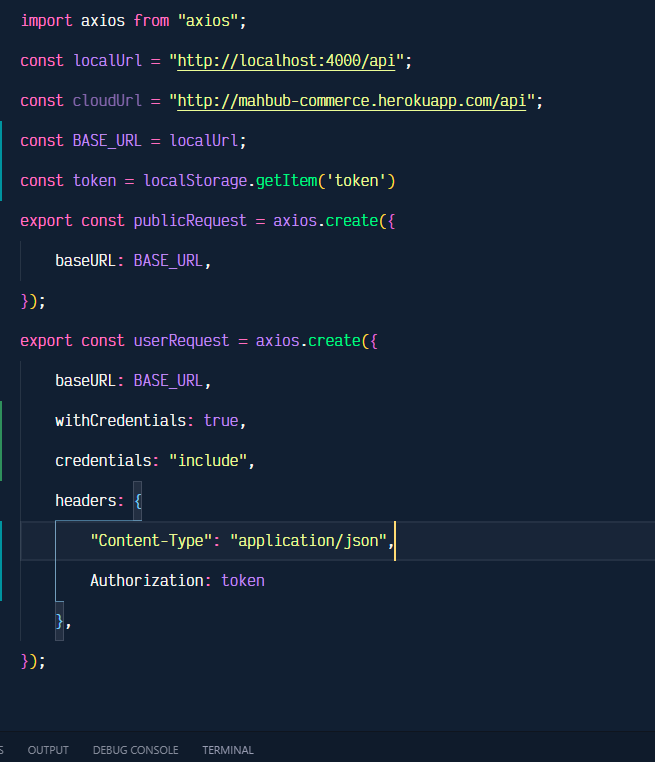 import axios from "axios";
const localUrl = "http://localhost:4000/api";
const cloudUrl = "http://mahbub-commerce.herokuapp.com/api";
const BASE_URL = localUrl;
const token = localStorage.getItem('token')
export const publicRequest = axios.create({
    baseURL: BASE_URL,
});
export const userRequest = axios.create({
    baseURL: BASE_URL,
    withCredentials: true,
    credentials: "include",
    headers: {
        "Content-Type": "application/json",
        Authorization: token
    },
});
S OUTPUT DEBUG CONSOLE TERMINAL